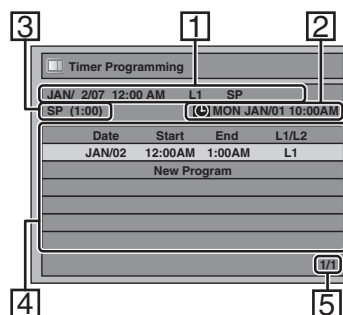 3 1 2
Timer Programming
JAN/ 2/07 12:00 AM L1 SP
SP (1:00) MON JAN/01 10:00AM
Date Start End L1/L2
JAN/02 12:00AM 1:00AM L1
New Program
1/1
4 5